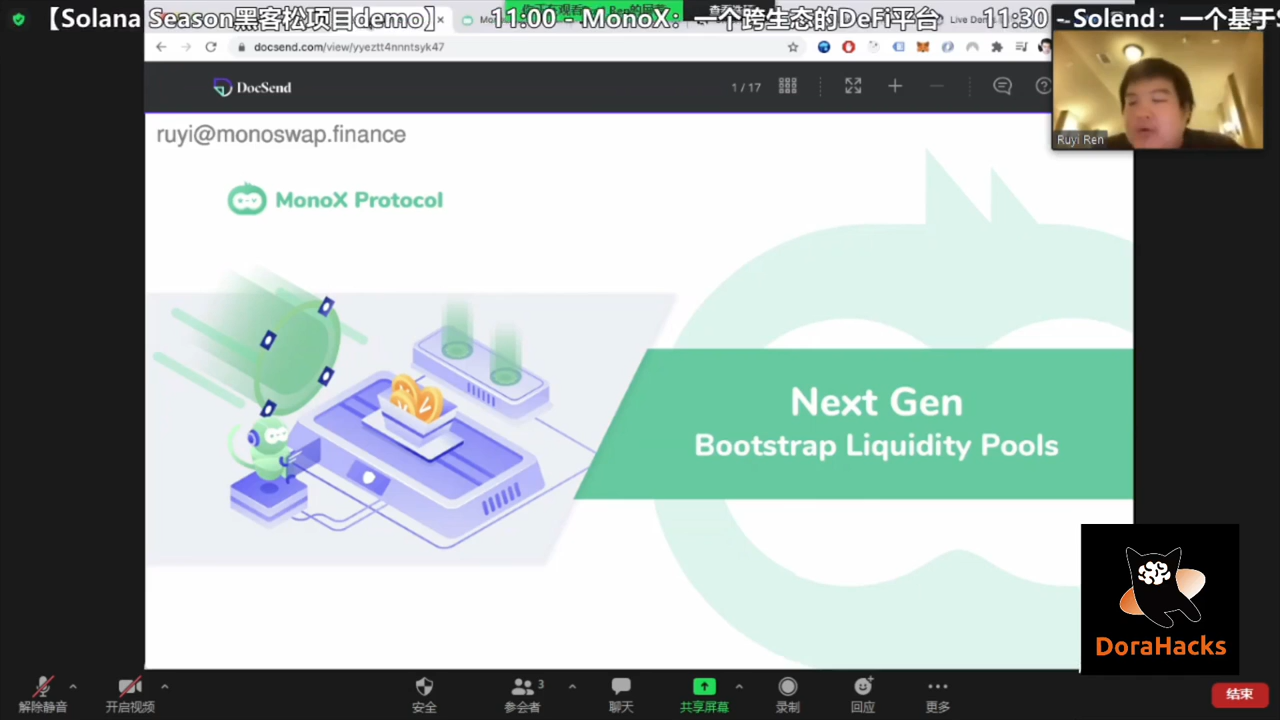 【Solana Season黑客松项目demo】 11:00 - MonoX：一个跨生态的DeFi平台 11:30 - Solend：一个基于S
docsend.com/view/yyeztt4nnntsyk47
DocSend
1 / 17
ruyi@monoswap.finance
Ruyi Ren
MonoX Protocol
Next Gen
Bootstrap Liquidity Pools
DoraHacks
3
解除静音
开启视频
安全
参会者
聊天
共享屏幕
录制
回应
更多
结束